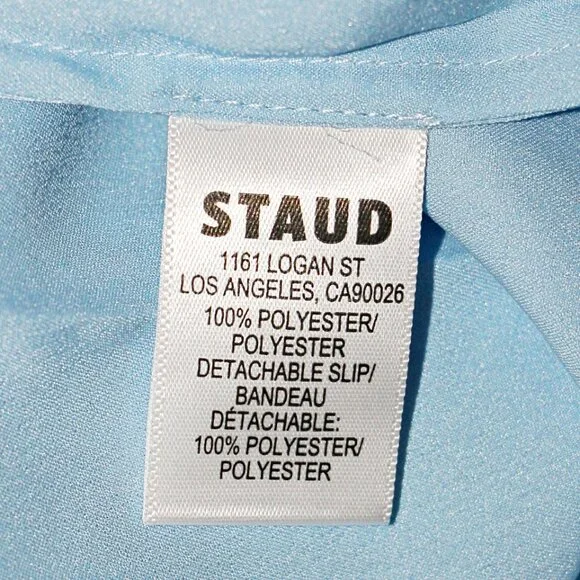 STAUD
1161 LOGAN ST
LOS ANGELES, CA90026
100% POLYESTER/
POLYESTER
DETACHABLE SLIP/
BANDEAU
DÉTACHABLE:
100% POLYESTER/
POLYESTER